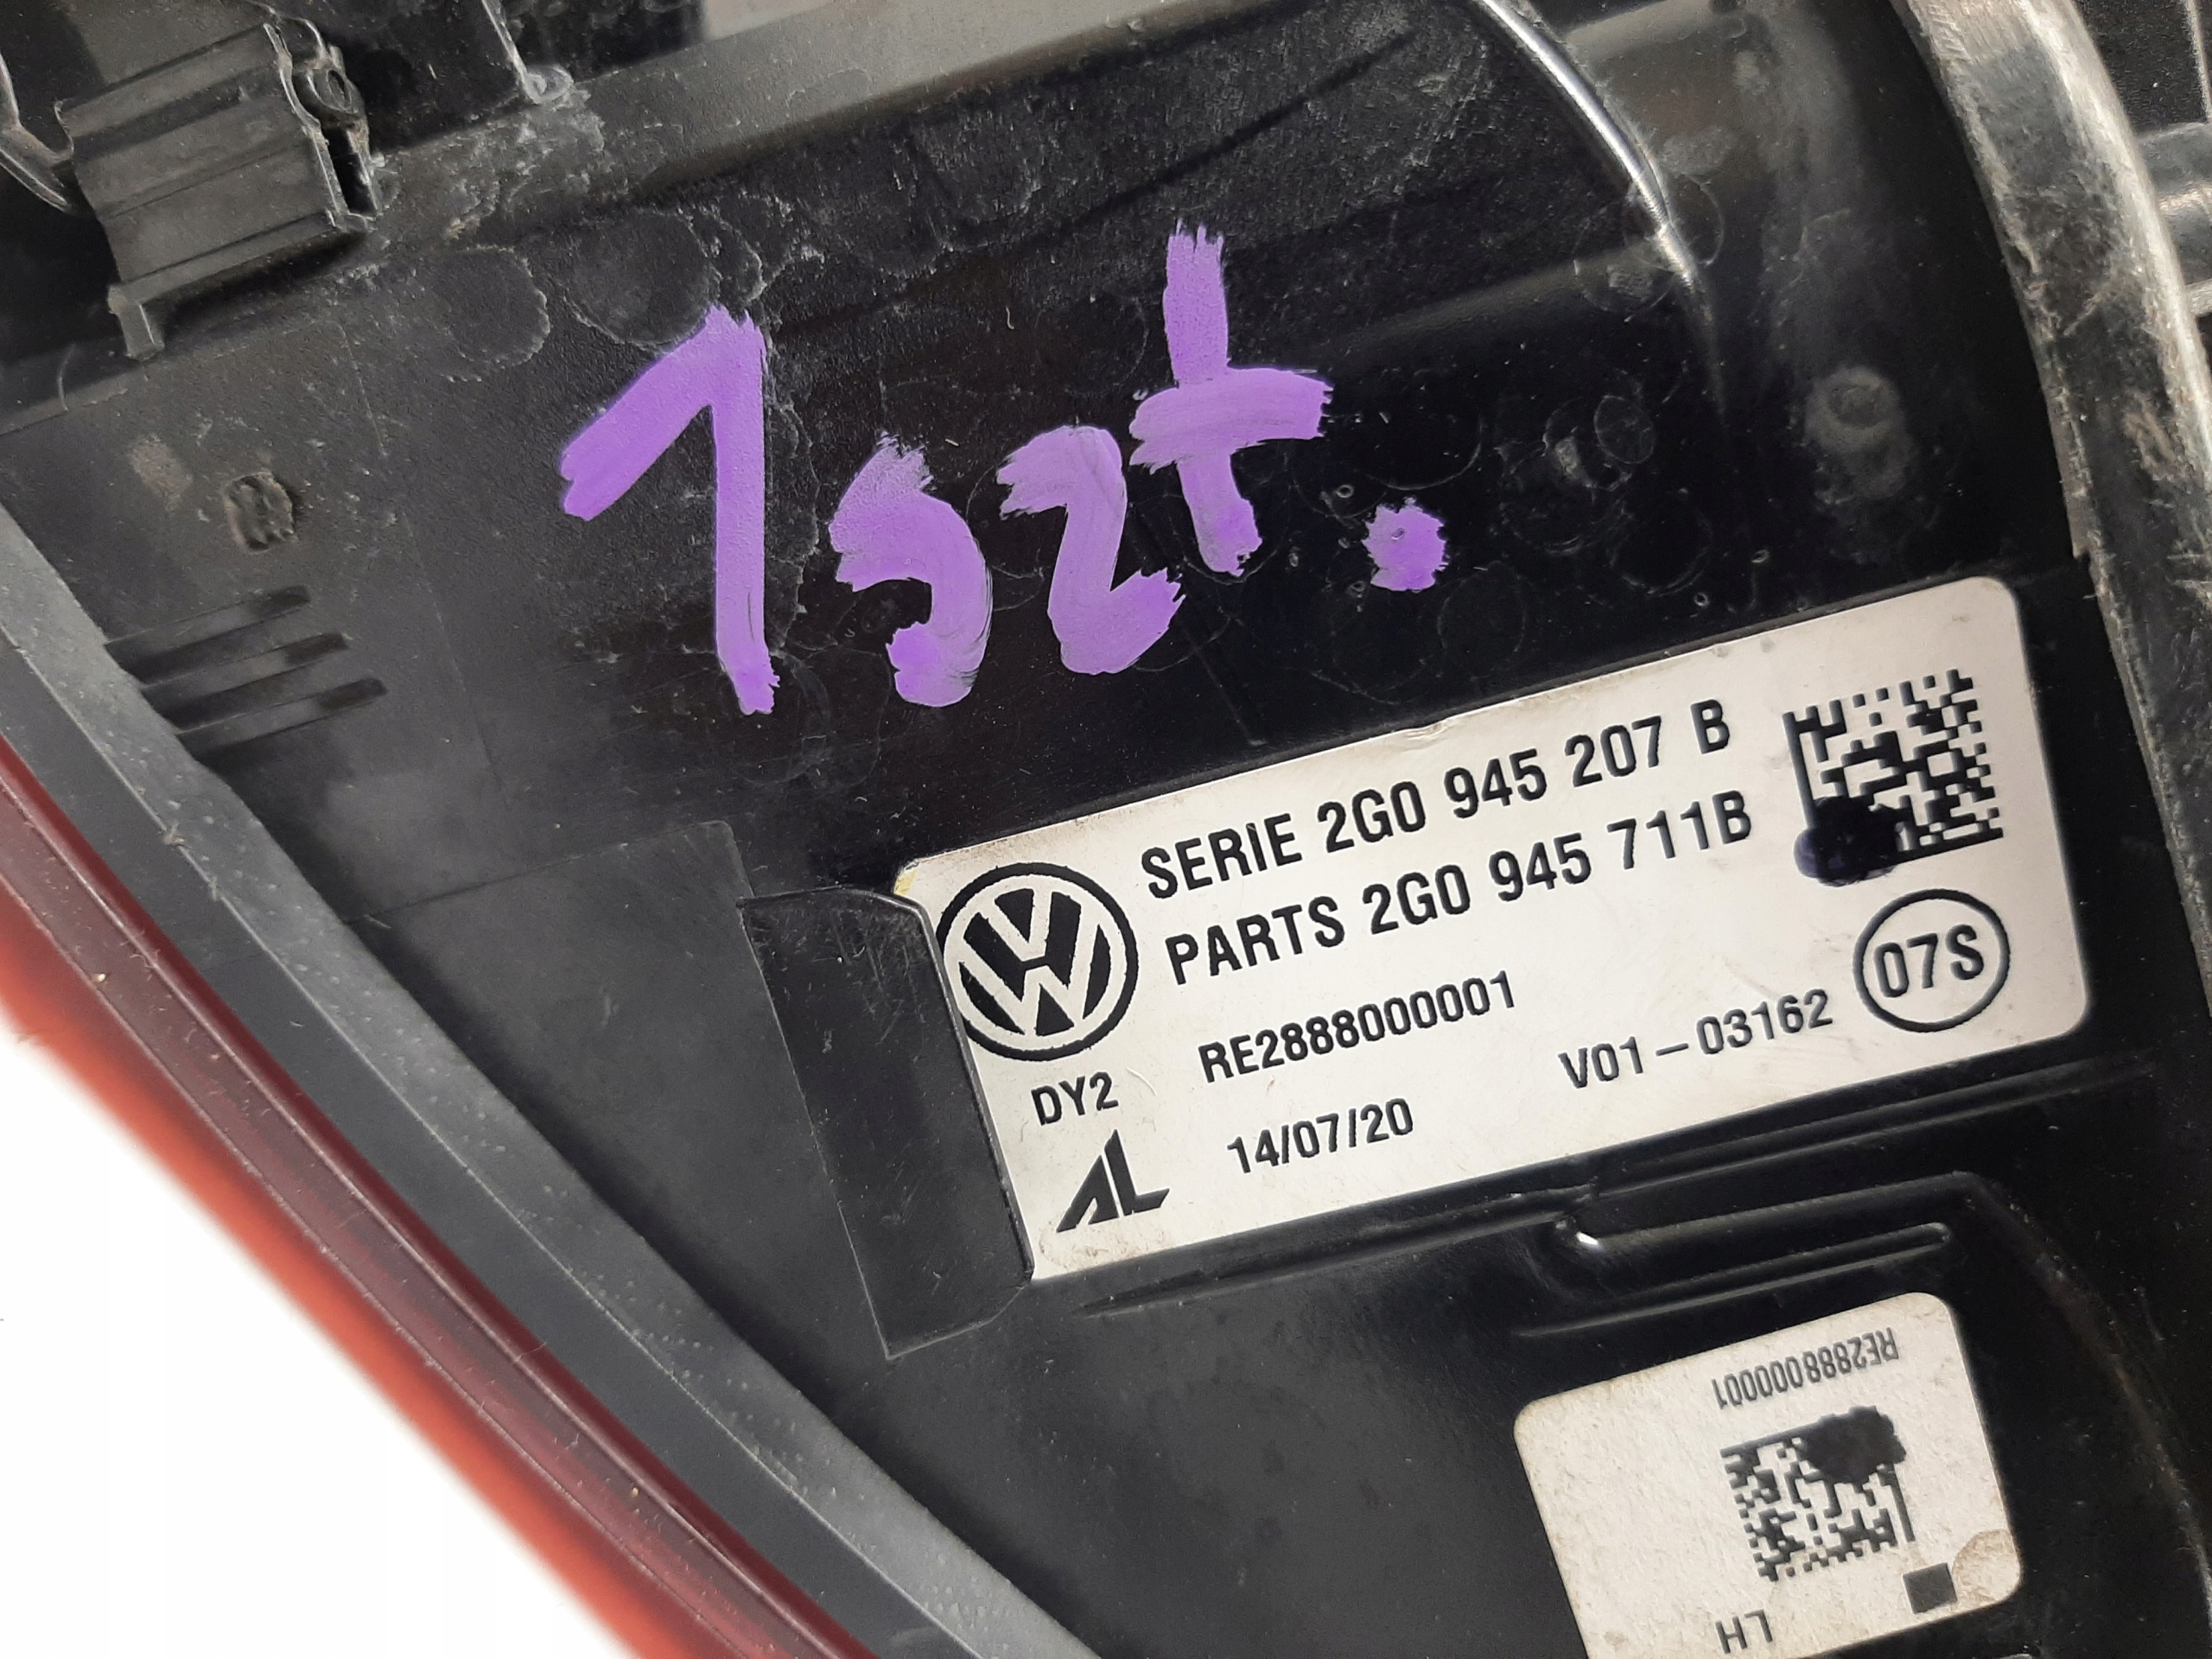 1szt.
SERIE 2G0 945 207 B
PARTS 2G0 945 711B
RE2888000001
V01-03162
07S
DY2
14/07/20
AL
RE2888000001
LH